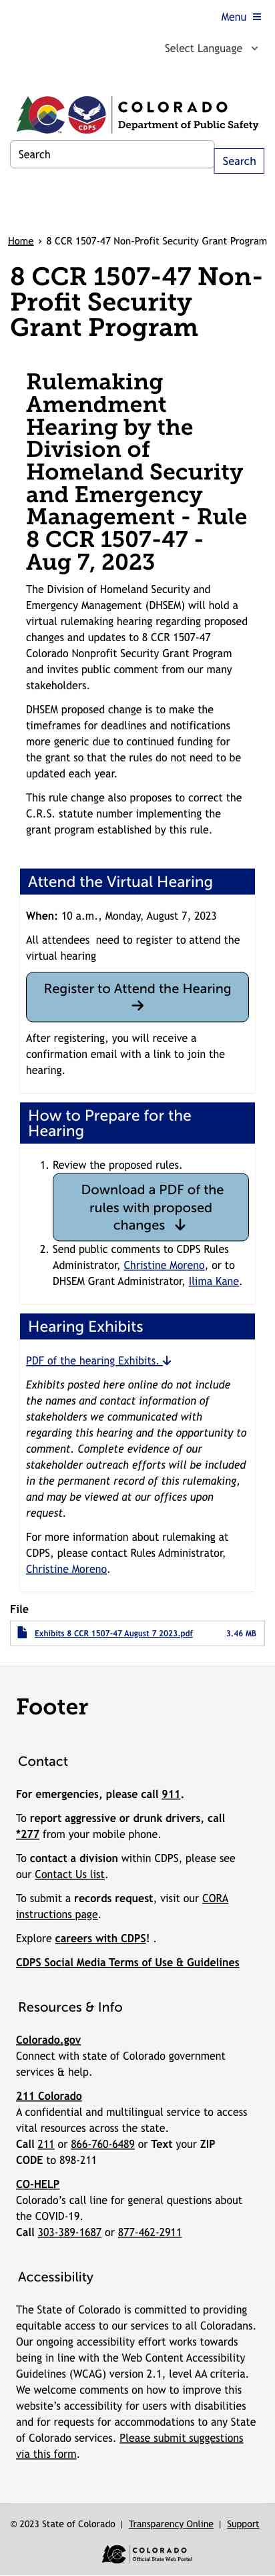 Menu
Select Language
CDPS
COLORADO
Department of Public Safety
Search
Search
Home › 8 CCR 1507-47 Non-Profit Security Grant Program
8 CCR 1507-47 Non-
Profit Security
Grant Program
Rulemaking
Amendment
Hearing by the
Division of
Homeland Security
and Emergency
Management - Rule
8 CCR 1507-47 -
Aug 7, 2023
The Division of Homeland Security and
Emergency Management (DHSEM) will hold a
virtual rulemaking hearing regarding proposed
changes and updates to 8 CCR 1507-47
Colorado Nonprofit Security Grant Program
and invites public comment from our many
stakeholders.
DHSEM proposed change is to make the
timeframes for deadlines and notifications
more generic due to continued funding for
the grant so that the rules do not need to be
updated each year.
This rule change also proposes to correct the
C.R.S. statute number implementing the
grant program established by this rule.
Attend the Virtual Hearing
When: 10 a.m., Monday, August 7, 2023
All attendees need to register to attend the
virtual hearing
Register to Attend the Hearing
→
After registering, you will receive a
confirmation email with a link to join the
hearing.
How to Prepare for the
Hearing
1. Review the proposed rules.
Download a PDF of the
rules with proposed
changes ↓
2. Send public comments to CDPS Rules
Administrator, Christine Moreno, or to
DHSEM Grant Administrator, Ilima Kane.
Hearing Exhibits
PDF of the hearing Exhibits. ↓
Exhibits posted here online do not include
the names and contact information of
stakeholders we communicated with
regarding this hearing and the opportunity to
comment. Complete evidence of our
stakeholder outreach efforts will be included
in the permanent record of this rulemaking,
and may be viewed at our offices upon
request.
For more information about rulemaking at
CDPS, please contact Rules Administrator,
Christine Moreno.
File
Exhibits 8 CCR 1507-47 August 7 2023.pdf 3.46 MB
Footer
Contact
For emergencies, please call 911.
To report aggressive or drunk drivers, call
*277 from your mobile phone.
To contact a division within CDPS, please see
our Contact Us list.
To submit a records request, visit our CORA
instructions page.
Explore careers with CDPS! .
CDPS Social Media Terms of Use & Guidelines
Resources & Info
Colorado.gov
Connect with state of Colorado government
services & help.
211 Colorado
A confidential and multilingual service to access
vital resources across the state.
Call 211 or 866-760-6489 or Text your ZIP
CODE to 898-211
CO-HELP
Colorado’s call line for general questions about
the COVID-19.
Call 303-389-1687 or 877-462-2911
Accessibility
The State of Colorado is committed to providing
equitable access to our services to all Coloradans.
Our ongoing accessibility effort works towards
being in line with the Web Content Accessibility
Guidelines (WCAG) version 2.1, level AA criteria.
We welcome comments on how to improve this
website’s accessibility for users with disabilities
and for requests for accommodations to any State
of Colorado services. Please submit suggestions
via this form.
© 2023 State of Colorado | Transparency Online | Support
COLORADO
Official State Web Portal